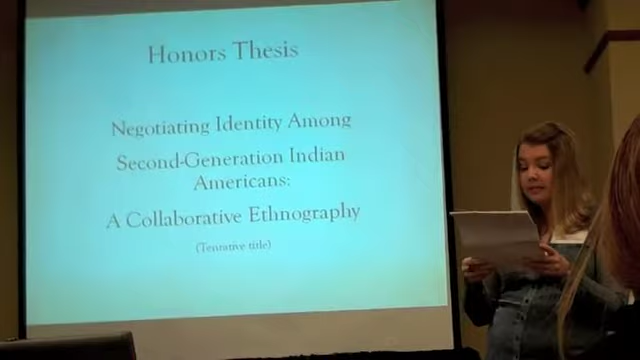 Honors Thesis
Negotiating Identity Among
Second-Generation Indian
Americans:
A Collaborative Ethnography
(Tentative title)